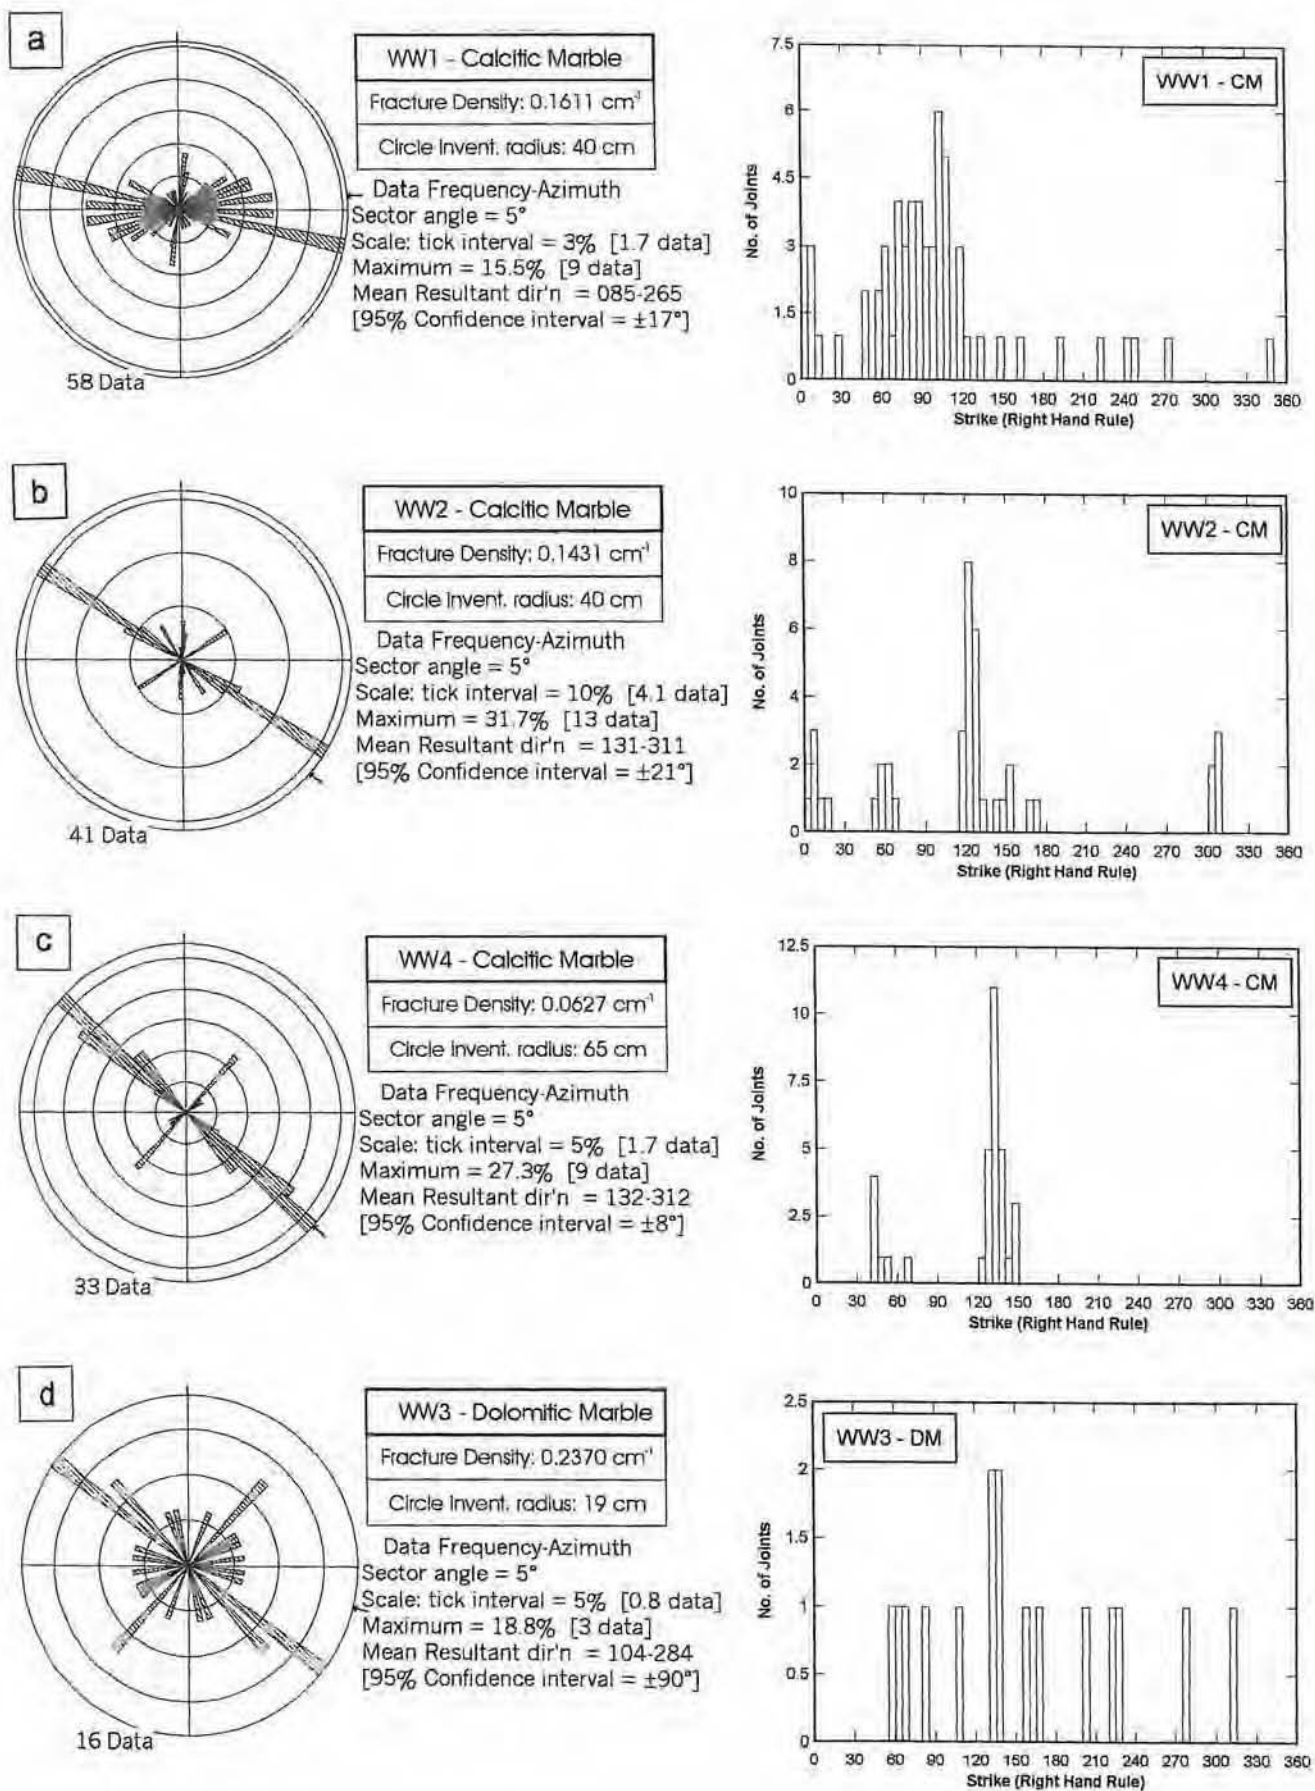 a
WW1 - Calcitic Marble
Fracture Density: 0.1611 cm⁻¹
Circle Invent. radius: 40 cm
Data Frequency-Azimuth
Sector angle = 5°
Scale: tick interval = 3% [1.7 data]
Maximum = 15.5% [9 data]
Mean Resultant dir'n = 085-265
[95% Confidence interval = ±17°]
58 Data
WW1 - CM
No. of Joints
7.5
6
4.5
3
1.5
0
0 30 60 90 120 150 180 210 240 270 300 330 360
Strike (Right Hand Rule)
b
WW2 - Calcitic Marble
Fracture Density: 0.1431 cm⁻¹
Circle Invent. radius: 40 cm
Data Frequency-Azimuth
Sector angle = 5°
Scale: tick interval = 10% [4.1 data]
Maximum = 31.7% [13 data]
Mean Resultant dir'n = 131-311
[95% Confidence interval = ±21°]
41 Data
WW2 - CM
No. of Joints
10
8
6
4
2
0
0 30 60 90 120 150 180 210 240 270 300 330 360
Strike (Right Hand Rule)
c
WW4 - Calcitic Marble
Fracture Density: 0.0627 cm⁻¹
Circle Invent. radius: 65 cm
Data Frequency-Azimuth
Sector angle = 5°
Scale: tick interval = 5% [1.7 data]
Maximum = 27.3% [9 data]
Mean Resultant dir'n = 132-312
[95% Confidence interval = ±8°]
33 Data
WW4 - CM
No. of Joints
12.5
10
7.5
5
2.5
0
0 30 60 90 120 150 180 210 240 270 300 330 360
Strike (Right Hand Rule)
d
WW3 - Dolomitic Marble
Fracture Density: 0.2370 cm⁻¹
Circle Invent. radius: 19 cm
Data Frequency-Azimuth
Sector angle = 5°
Scale: tick interval = 5% [0.8 data]
Maximum = 18.8% [3 data]
Mean Resultant dir'n = 104-284
[95% Confidence interval = ±90°]
16 Data
WW3 - DM
No. of Joints
2.5
2
1.5
1
0.5
0
0 30 60 90 120 150 180 210 240 270 300 330 360
Strike (Right Hand Rule)